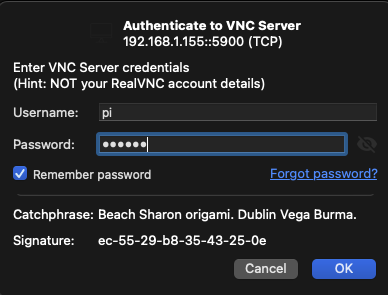 Authenticate to VNC Server
192.168.1.155::5900 (TCP)
Enter VNC Server credentials
(Hint: NOT your RealVNC account details)
Username: pi
Password: ••••••
Remember password
Forgot password?
Catchphrase: Beach Sharon origami. Dublin Vega Burma.
Signature: ec-55-29-b8-35-43-25-0e
Cancel
OK